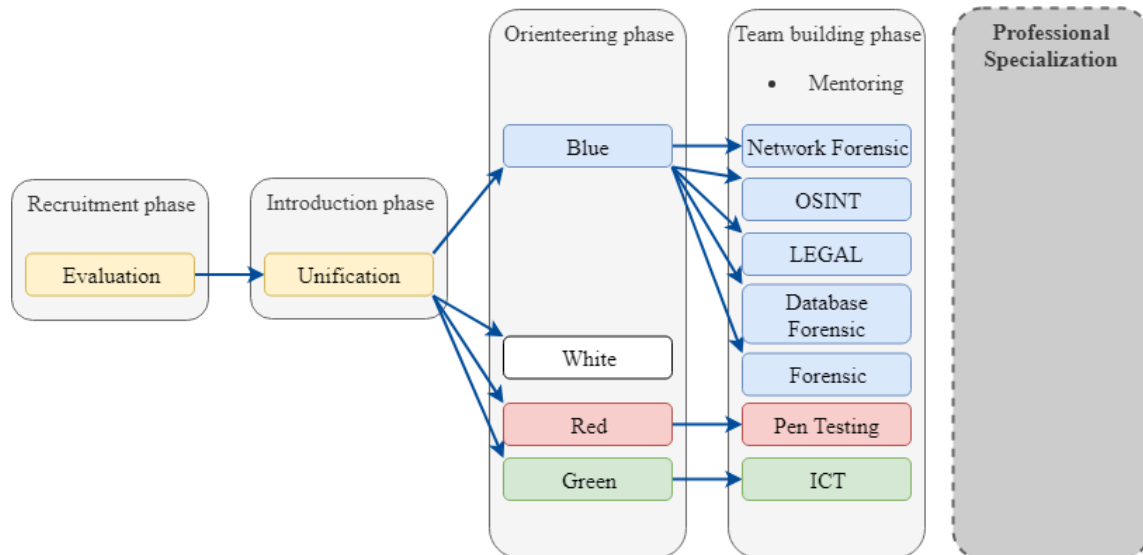 Recruitment phase
Evaluation
Introduction phase
Unification
Orienteering phase
Blue
White
Red
Green
Team building phase
• Mentoring
Network Forensic
OSINT
LEGAL
Database
Forensic
Forensic
Pen Testing
ICT
Professional
Specialization